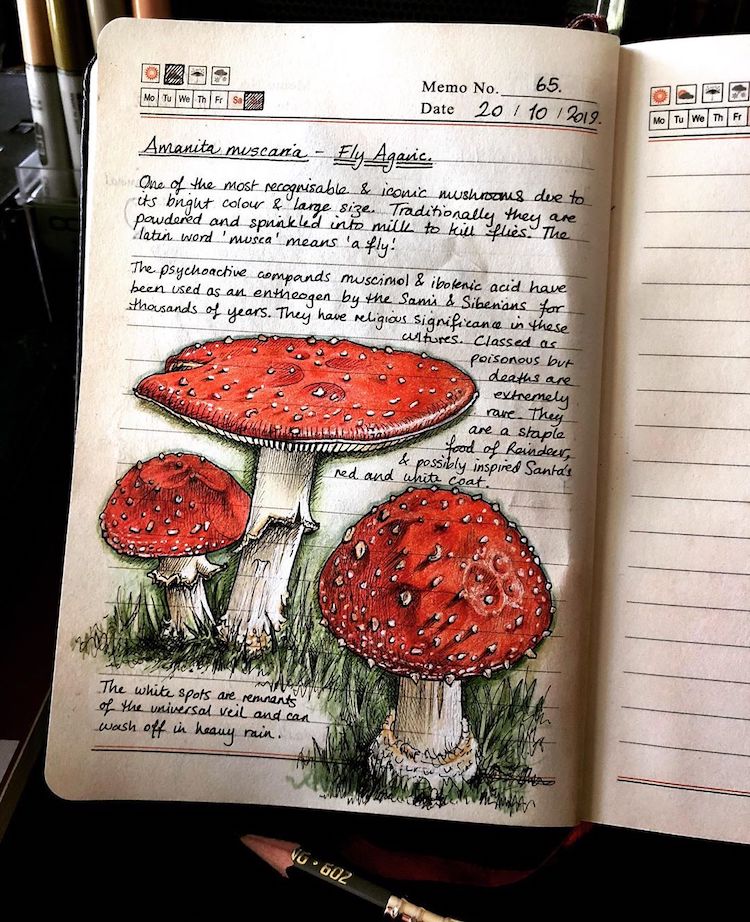 Memo No. 65.
Mo Tu We Th Fr Sa
Date 20 / 10 / 2019.
Mo Tu We Th Fr
Amanita muscaria - Fly Agaric.
One of the most recognisable & iconic mushrooms due to
its bright colour & large size. Traditionally they are
powdered and sprinkled into milk to kill flies. The
latin word 'musca' means 'a fly!
The psychoactive compands muscimol & ibotenic acid have
been used as an entheogen by the Sami & Siberians for
thousands of years. They have religious significance in these
cultures. Classed as
poisonous but
deaths are
extremely
rare. They
are a staple
food of Reindeer,
& possibly inspired Santa's
red and white coat.
The white spots are remnants
of the universal veil and can
wash off in heavy rain.
NG · 602